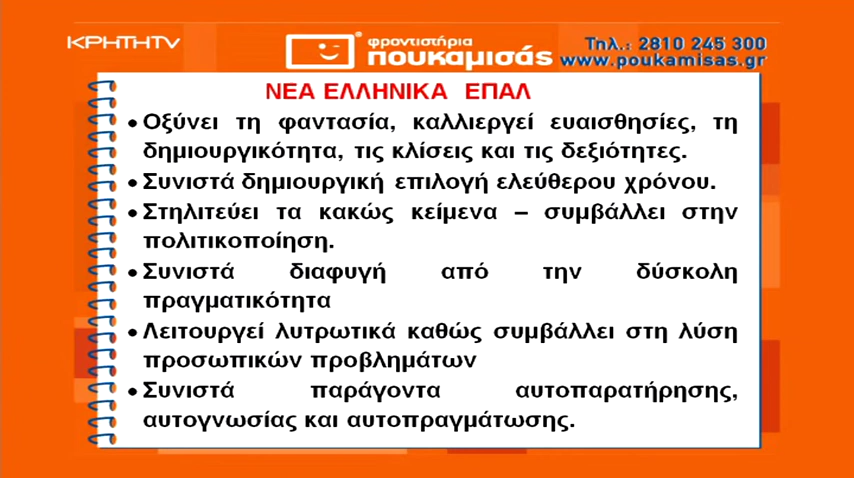 ΚΡΗΤΗTV
φροντιστήρια
πουκαμισάς
Τηλ.: 2810 245 300
www.poukamisas.gr
ΝΕΑ ΕΛΛΗΝΙΚΑ ΕΠΑΛ
• Οξύνει τη φαντασία, καλλιεργεί ευαισθησίες, τη
δημιουργικότητα, τις κλίσεις και τις δεξιότητες.
• Συνιστά δημιουργική επιλογή ελεύθερου χρόνου.
• Στηλιτεύει τα κακώς κείμενα – συμβάλλει στην
πολιτικοποίηση.
• Συνιστά διαφυγή από την δύσκολη
πραγματικότητα
• Λειτουργεί λυτρωτικά καθώς συμβάλλει στη λύση
προσωπικών προβλημάτων
• Συνιστά παράγοντα αυτοπαρατήρησης,
αυτογνωσίας και αυτοπραγμάτωσης.